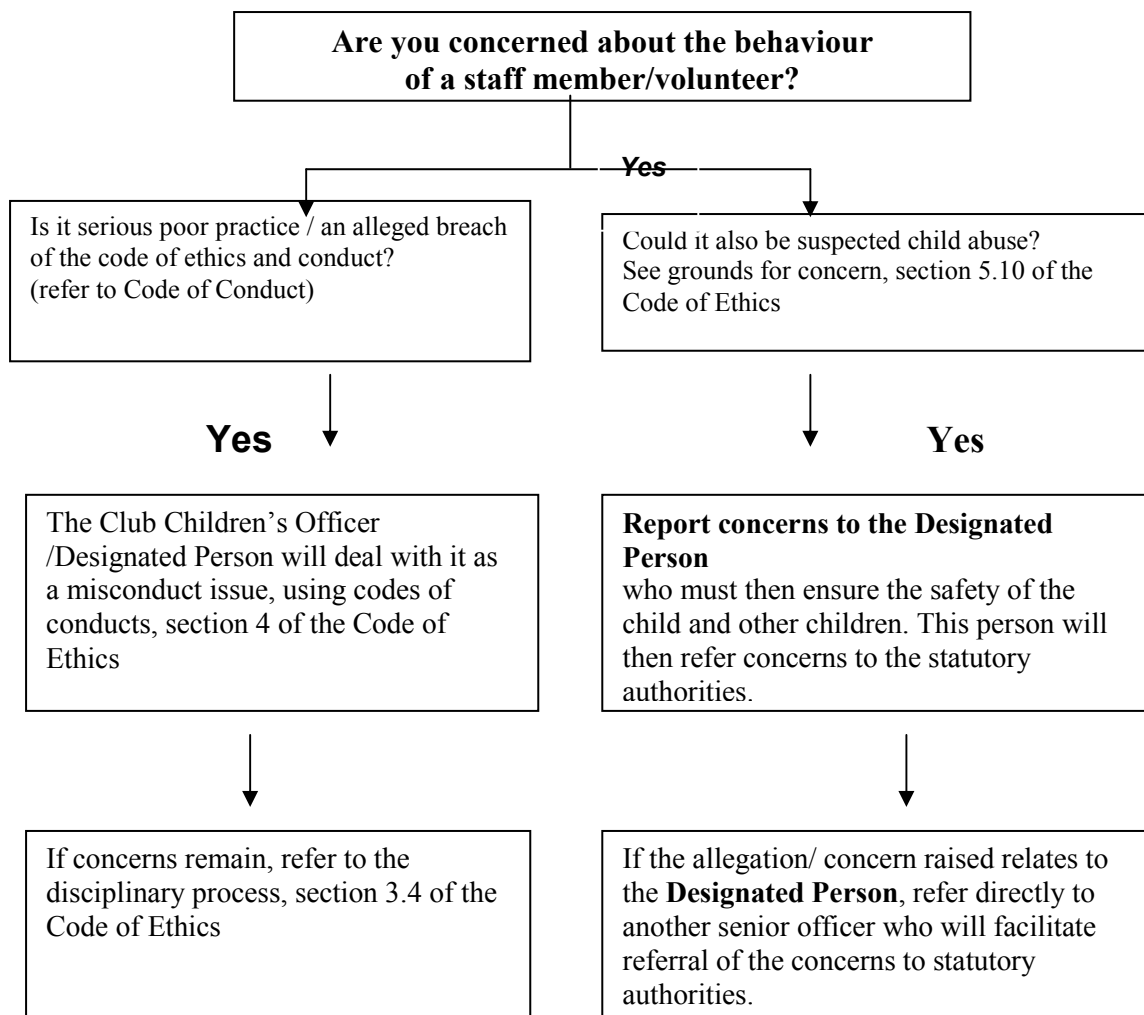 Are you concerned about the behaviour
of a staff member/volunteer?
Yes
Is it serious poor practice / an alleged breach
of the code of ethics and conduct?
(refer to Code of Conduct)
Could it also be suspected child abuse?
See grounds for concern, section 5.10 of the
Code of Ethics
Yes
Yes
The Club Children’s Officer
/Designated Person will deal with it as
a misconduct issue, using codes of
conducts, section 4 of the Code of
Ethics
Report concerns to the Designated
Person
who must then ensure the safety of the
child and other children. This person will
then refer concerns to the statutory
authorities.
If concerns remain, refer to the
disciplinary process, section 3.4 of the
Code of Ethics
If the allegation/ concern raised relates to
the Designated Person, refer directly to
another senior officer who will facilitate
referral of the concerns to statutory
authorities.